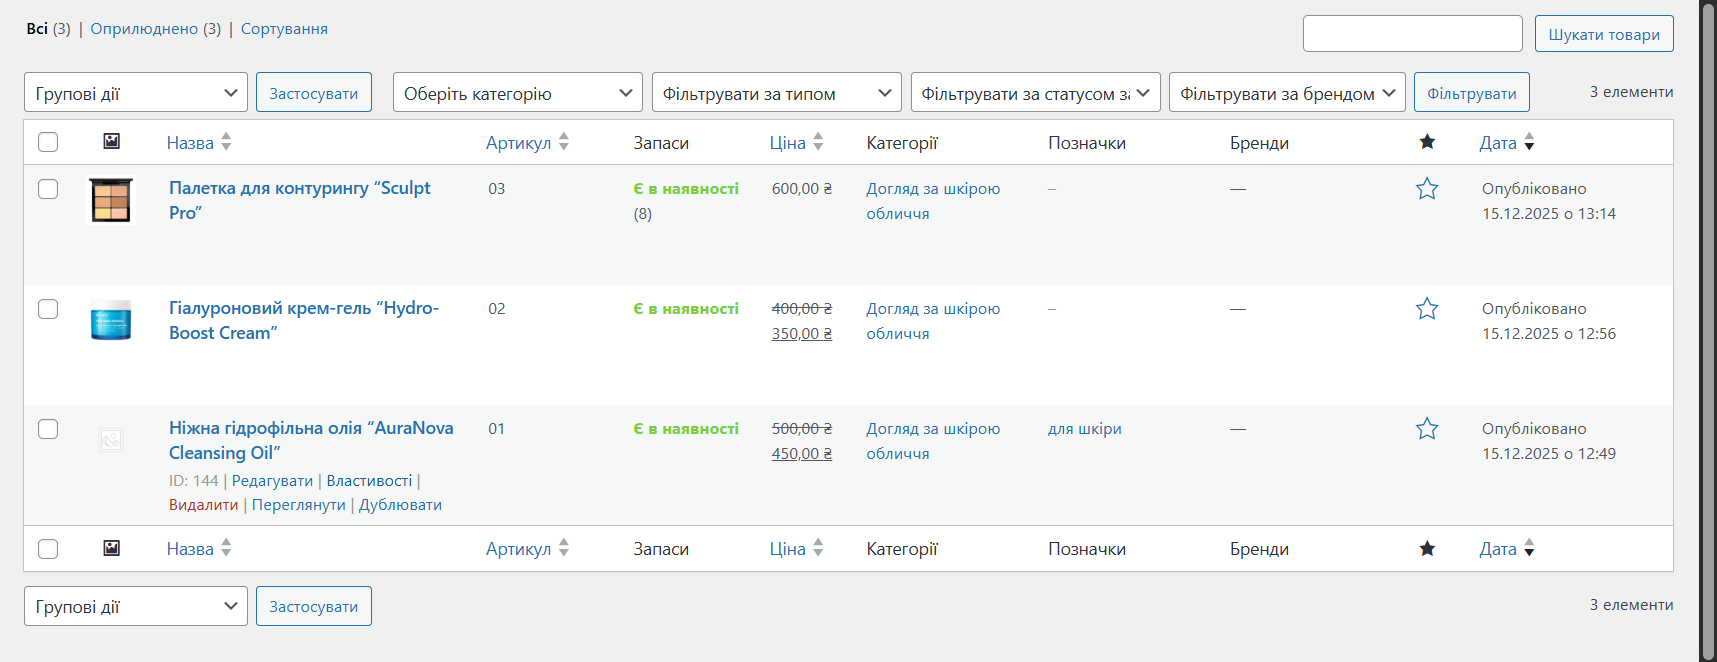 Всі (3) | Оприлюднено (3) | Сортування
Шукати товари
Групові дії
Застосувати
Оберіть категорію
Фільтрувати за типом
Фільтрувати за статусом за
Фільтрувати за брендом
Фільтрувати
3 елементи
Назва
Артикул
Запаси
Ціна
Категорії
Позначки
Бренди
Дата
Палетка для контурингу “Sculpt
Pro”
03
Є в наявності
(8)
600,00 ₴
Догляд за шкірою
обличчя
–
—
Опубліковано
15.12.2025 о 13:14
Гіалуроновий крем-гель “Hydro-
Boost Cream”
02
Є в наявності
400,00 ₴
350,00 ₴
Догляд за шкірою
обличчя
–
—
Опубліковано
15.12.2025 о 12:56
Ніжна гідрофільна олія “AuraNova
Cleansing Oil”
ID: 144 | Редагувати | Властивості |
Видалити | Переглянути | Дублювати
01
Є в наявності
500,00 ₴
450,00 ₴
Догляд за шкірою
обличчя
для шкіри
—
Опубліковано
15.12.2025 о 12:49
Назва
Артикул
Запаси
Ціна
Категорії
Позначки
Бренди
Дата
Групові дії
Застосувати
3 елементи